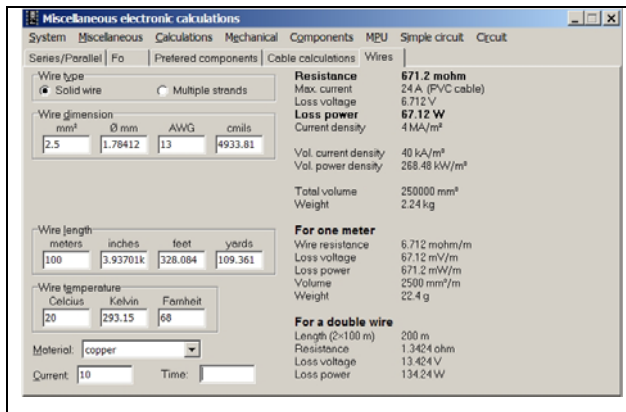 Miscellaneous electronic calculations
System Miscellaneous Calculations Mechanical Components MPU Simple circuit Circuit
Series/Parallel Fo Prefered components Cable calculations Wires
Wire type
Solid wire Multiple strands
Wire dimension
mm² Ø mm AWG cmils
2.5 1.78412 13 4933.81
Wire length
meters inches feet yards
100 3.93701k 328.084 109.361
Wire temperature
Celcius Kelvin Farnheit
20 293.15 68
Material: copper
Current: 10 Time:
Resistance 671.2 mohm
Max. current 24 A (PVC cable)
Loss voltage 6.712 V
Loss power 67.12 W
Current density 4 MA/m²
Vol. current density 40 kA/m³
Vol. power density 268.48 kW/m³
Total volume 250000 mm³
Weight 2.24 kg
For one meter
Wire resistance 6.712 mohm/m
Loss voltage 67.12 mV/m
Loss power 671.2 mW/m
Volume 2500 mm³/m
Weight 22.4 g
For a double wire
Length (2×100 m) 200 m
Resistance 1.3424 ohm
Loss voltage 13.424 V
Loss power 134.24 W